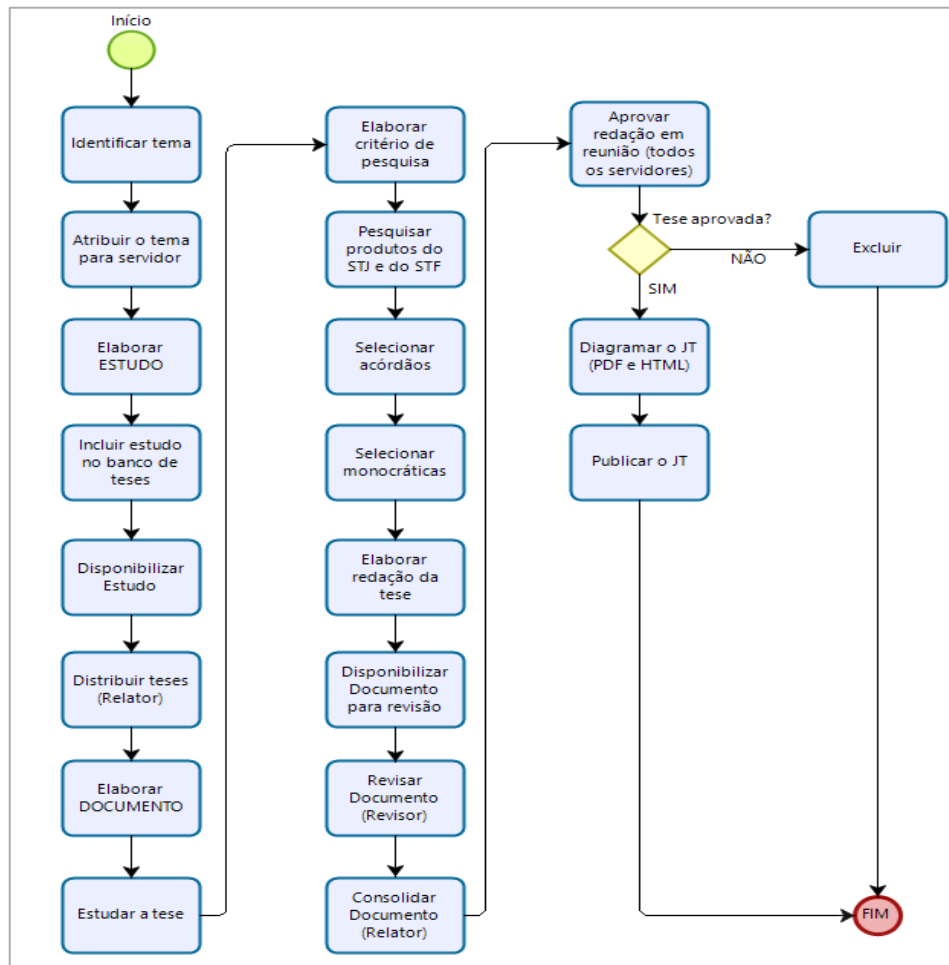 Início
Identificar tema
Atribuir o tema
para servidor
Elaborar
ESTUDO
Incluir estudo
no banco de
teses
Disponibilizar
Estudo
Distribuir teses
(Relator)
Elaborar
DOCUMENTO
Estudar a tese
Elaborar
critério de
pesquisa
Pesquisar
produtos do
STJ e do STF
Selecionar
acórdãos
Selecionar
monocráticas
Elaborar
redação da
tese
Disponibilizar
Documento
para revisão
Revisar
Documento
(Revisor)
Consolidar
Documento
(Relator)
Aprovar
redação em
reunião (todos
os servidores)
Tese aprovada?
NÃO
Excluir
SIM
Diagramar o JT
(PDF e HTML)
Publicar o JT
FIM